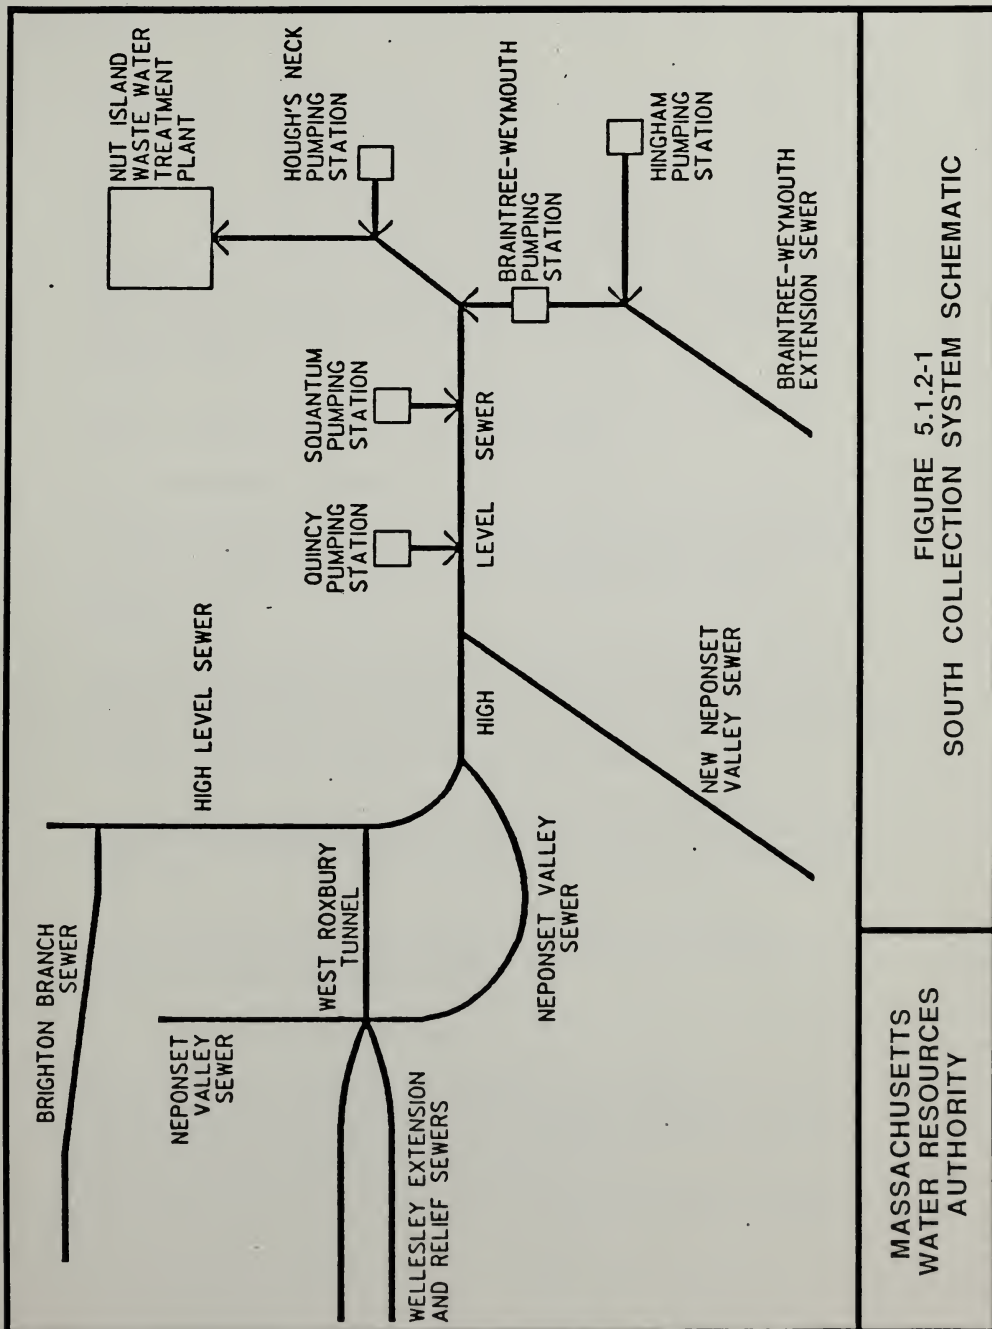 BRIGHTON BRANCH
SEWER
HIGH LEVEL SEWER
NEPONSET
VALLEY
SEWER
WEST ROXBURY
TUNNEL
WELLESLEY EXTENSION
AND RELIEF SEWERS
NEPONSET VALLEY
SEWER
HIGH
LEVEL
SEWER
NEW NEPONSET
VALLEY SEWER
QUINCY
PUMPING
STATION
SQUANTUM
PUMPING
STATION
NUT ISLAND
WASTE WATER
TREATMENT
PLANT
HOUGH'S NECK
PUMPING
STATION
BRAINTREE-WEYMOUTH
PUMPING
STATION
HINGHAM
PUMPING
STATION
BRAINTREE-WEYMOUTH
EXTENSION SEWER
MASSACHUSETTS
WATER RESOURCES
AUTHORITY
FIGURE 5.1.2-1
SOUTH COLLECTION SYSTEM SCHEMATIC